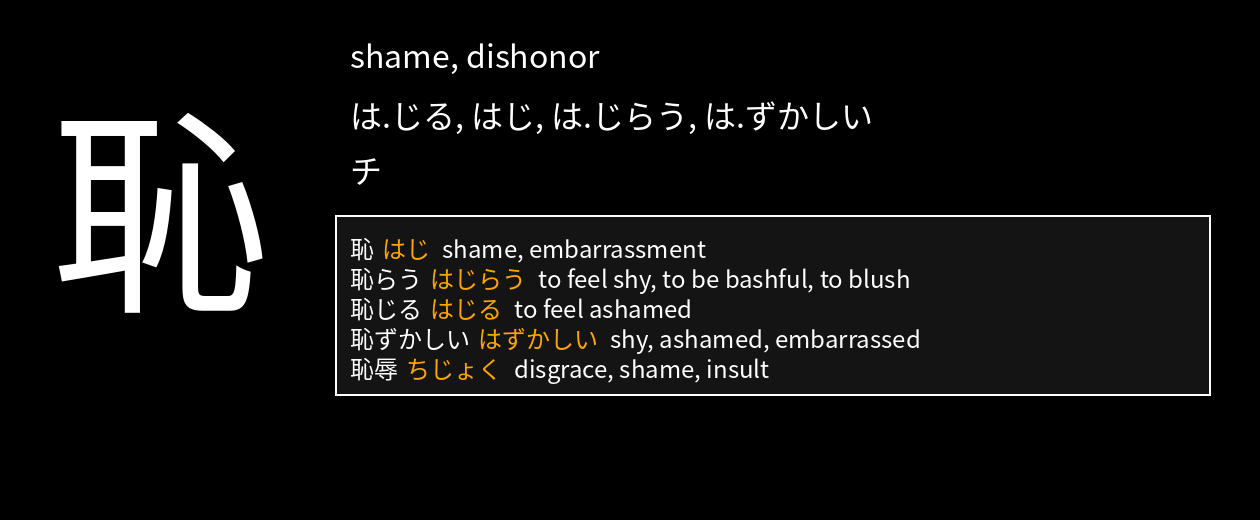 恥
shame, dishonor
は.じる, はじ, は.じらう, は.ずかしい
チ
恥 はじ shame, embarrassment
恥らう はじらう to feel shy, to be bashful, to blush
恥じる はじる to feel ashamed
恥ずかしい はずかしい shy, ashamed, embarrassed
恥辱 ちじょく disgrace, shame, insult